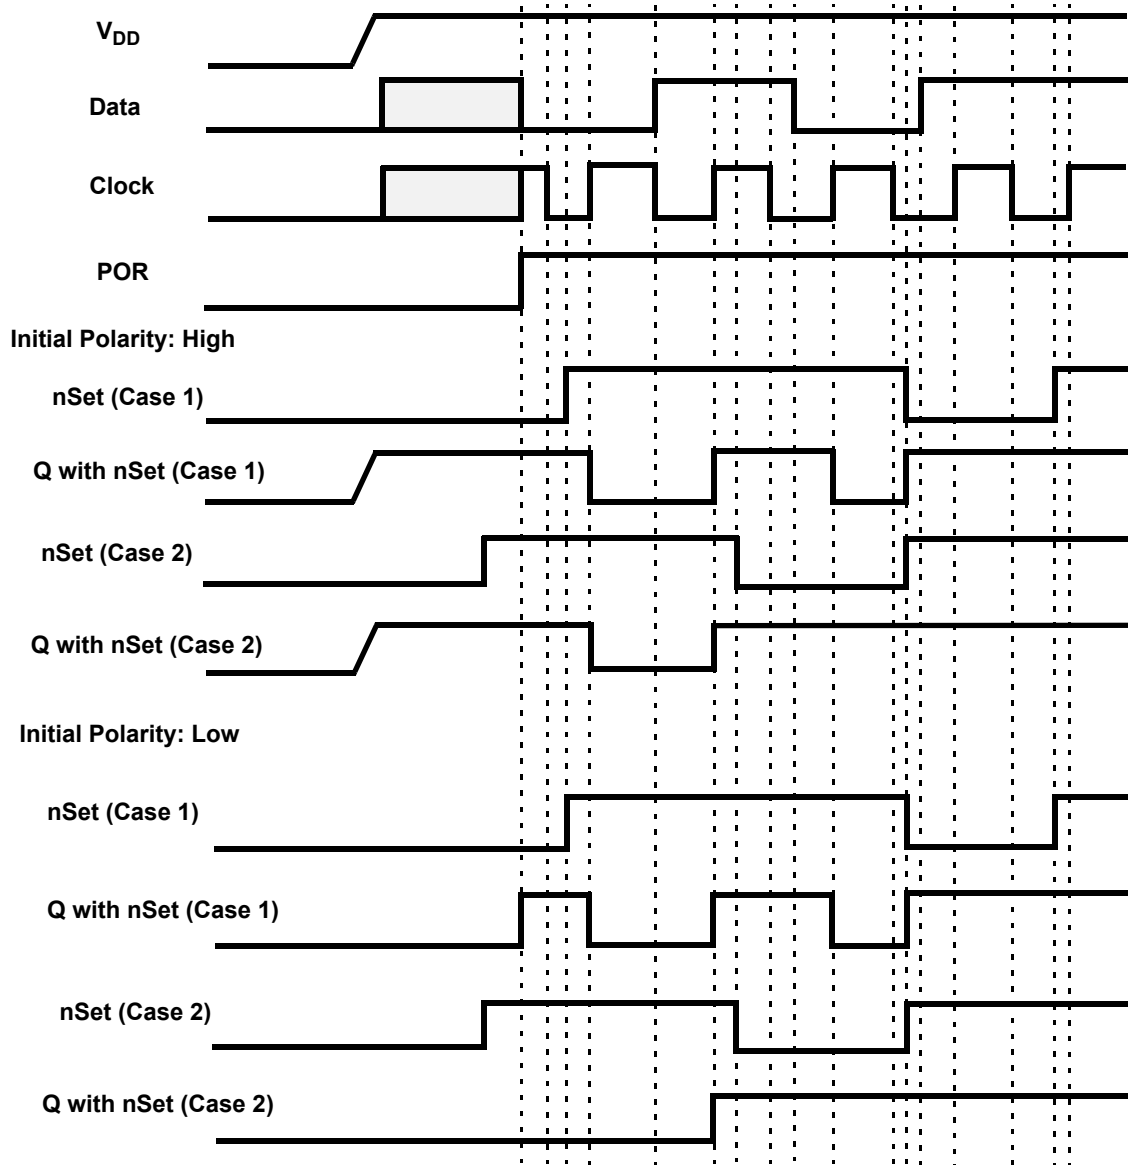 VDD
Data
Clock
POR
Initial Polarity: High
nSet (Case 1)
Q with nSet (Case 1)
nSet (Case 2)
Q with nSet (Case 2)
Initial Polarity: Low
nSet (Case 1)
Q with nSet (Case 1)
nSet (Case 2)
Q with nSet (Case 2)